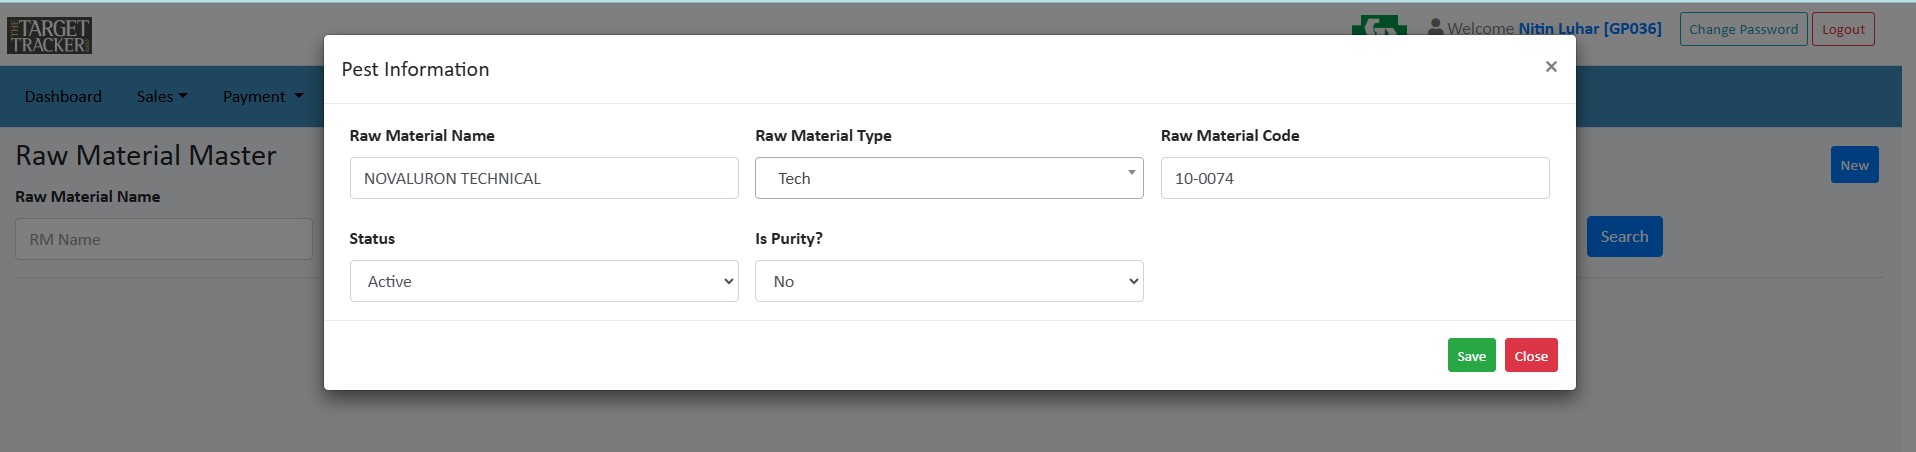 THE TARGET TRACKER
Welcome Nitin Luhar [GP036]
Change Password
Logout
Pest Information
×
Dashboard
Sales
Payment
Raw Material Name
Raw Material Type
Raw Material Code
NOVALURON TECHNICAL
Tech
10-0074
Raw Material Master
New
Raw Material Name
RM Name
Search
Status
Is Purity?
Active
No
Save
Close